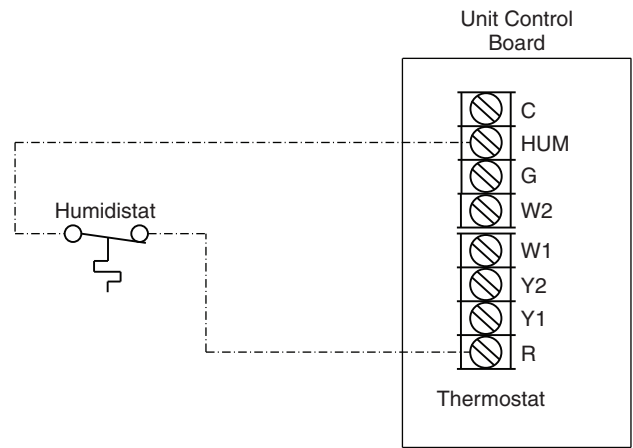 Unit Control
Board
C
HUM
G
Humidistat
W2
W1
Y2
Y1
R
Thermostat